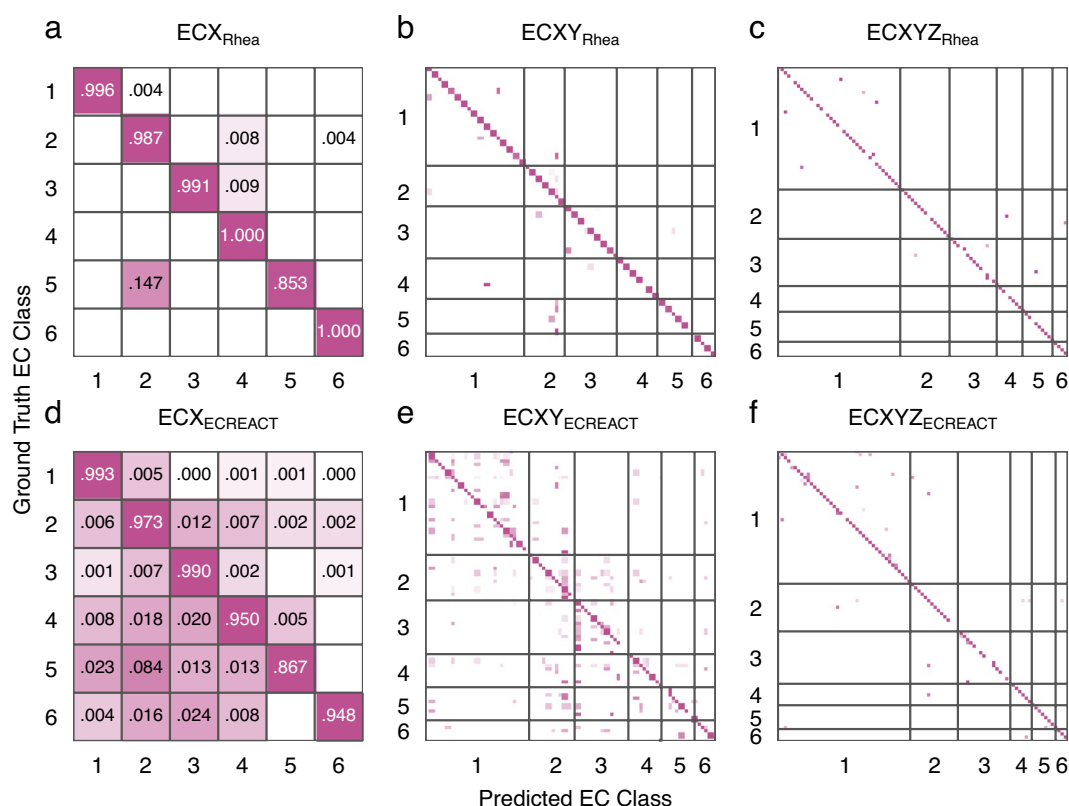 a ECX_Rhea b ECXY_Rhea c ECXYZ_Rhea
1 .996 .004
2 .987 .008 .004
3 .991 .009
4 1.000
5 .147 .853
6 1.000
1 2 3 4 5 6
1
2
3
4
5
6
1 2 3 4 5 6
1
2
3
4
5
6
1 2 3 4 5 6
Ground Truth EC Class
d ECX_ECREACT e ECXY_ECREACT f ECXYZ_ECREACT
1 .993 .005 .000 .001 .001 .000
2 .006 .973 .012 .007 .002 .002
3 .001 .007 .990 .002 .001
4 .008 .018 .020 .950 .005
5 .023 .084 .013 .013 .867
6 .004 .016 .024 .008 .948
1 2 3 4 5 6
1
2
3
4
5
6
1 2 3 4 5 6
1
2
3
4
5
6
1 2 3 4 5 6
Predicted EC Class